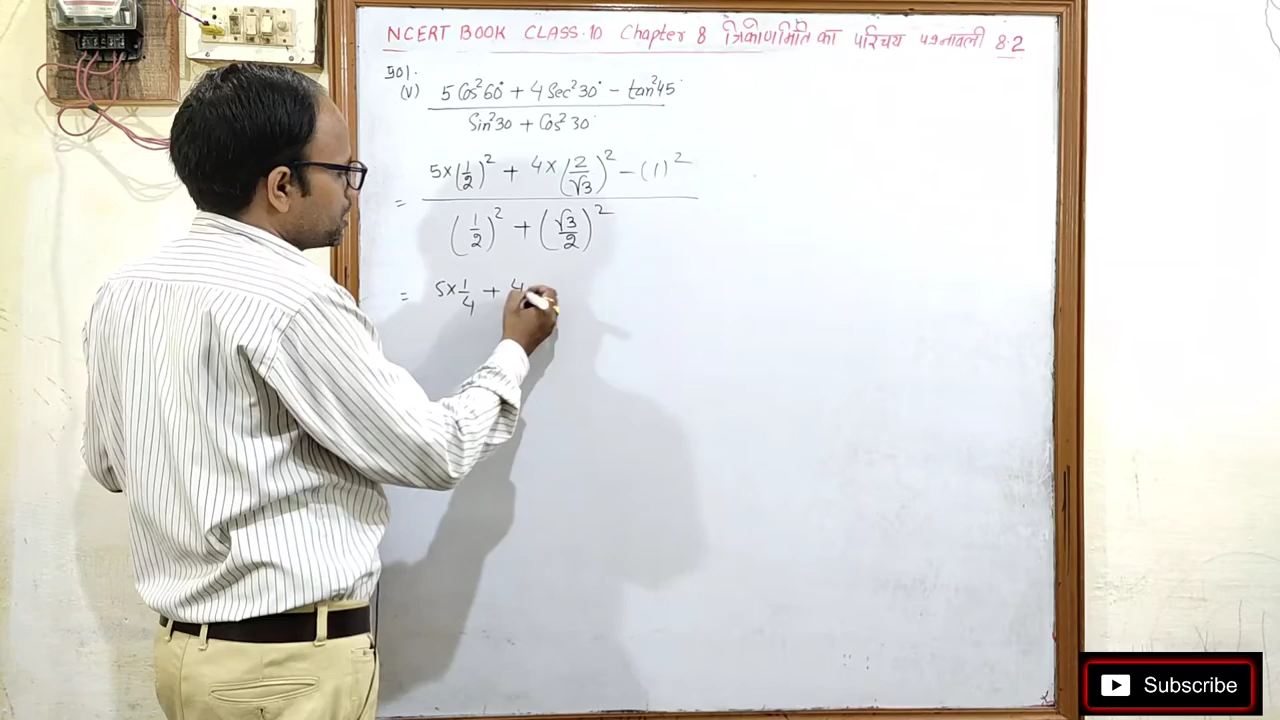 NCERT BOOK CLASS.10 Chapter 8 त्रिकोणमिति का परिचय प्रश्नावली 8.2
Sol.
(V) 5 Cos²60° + 4 Sec²30° - tan²45°
Sin²30 + Cos²30°
= 5×(1/2)² + 4×(2/√3)² - (1)²
(1/2)² + (√3/2)²
= 5×1/4 + 4
Subscribe